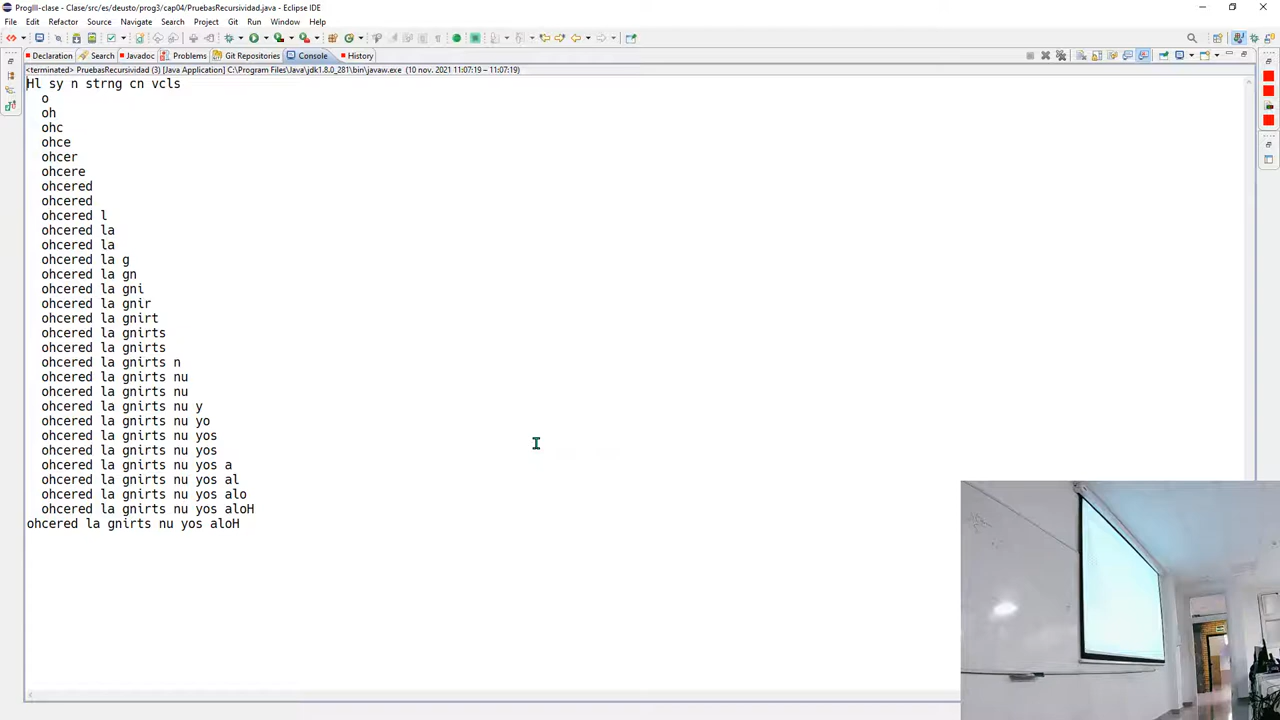 ProgIII-clase - Clase/src/es/deusto/prog3/cap04/PruebasRecursividad.java - Eclipse IDE
File Edit Refactor Navigate Search Project Git Run Window Help
Declaration Search Javadoc Problems Git Repositories Console History
<terminated> PruebasRecursividad (3) [Java Application] C:\Program Files\Java\jdk1.8.0_281\bin\javaw.exe (10 nov. 2021 11:07:19 – 11:07:19)
Hl sy n strng cn vcls
o
oh
ohc
ohce
ohcer
ohcere
ohcered
ohcered
ohcered l
ohcered la
ohcered la
ohcered la g
ohcered la gn
ohcered la gni
ohcered la gnir
ohcered la gnirt
ohcered la gnirts
ohcered la gnirts
ohcered la gnirts n
ohcered la gnirts nu
ohcered la gnirts nu
ohcered la gnirts nu y
ohcered la gnirts nu yo
ohcered la gnirts nu yos
ohcered la gnirts nu yos
ohcered la gnirts nu yos a
ohcered la gnirts nu yos al
ohcered la gnirts nu yos alo
ohcered la gnirts nu yos aloH
ohcered la gnirts nu yos aloH